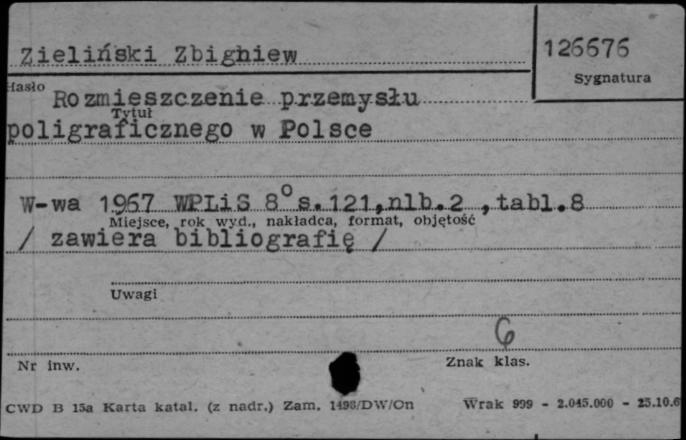 Zieliński Zbigniew
126676
Sygnatura
Hasło
Rozmieszczenie przemysłu
Tytuł
poligraficznego w Polsce
W-wa 1967 WPLiS 8° s.121,nlb.2 ,tabl.8
Miejsce, rok wyd., nakładca, format, objętość
/ zawiera bibliografię /
Uwagi
6
Nr inw.
Znak klas.
CWD B 15a Karta katal. (z nadr.) Zam. 1498/DW/On Wrak 999 - 2.045.000 - 25.10.6